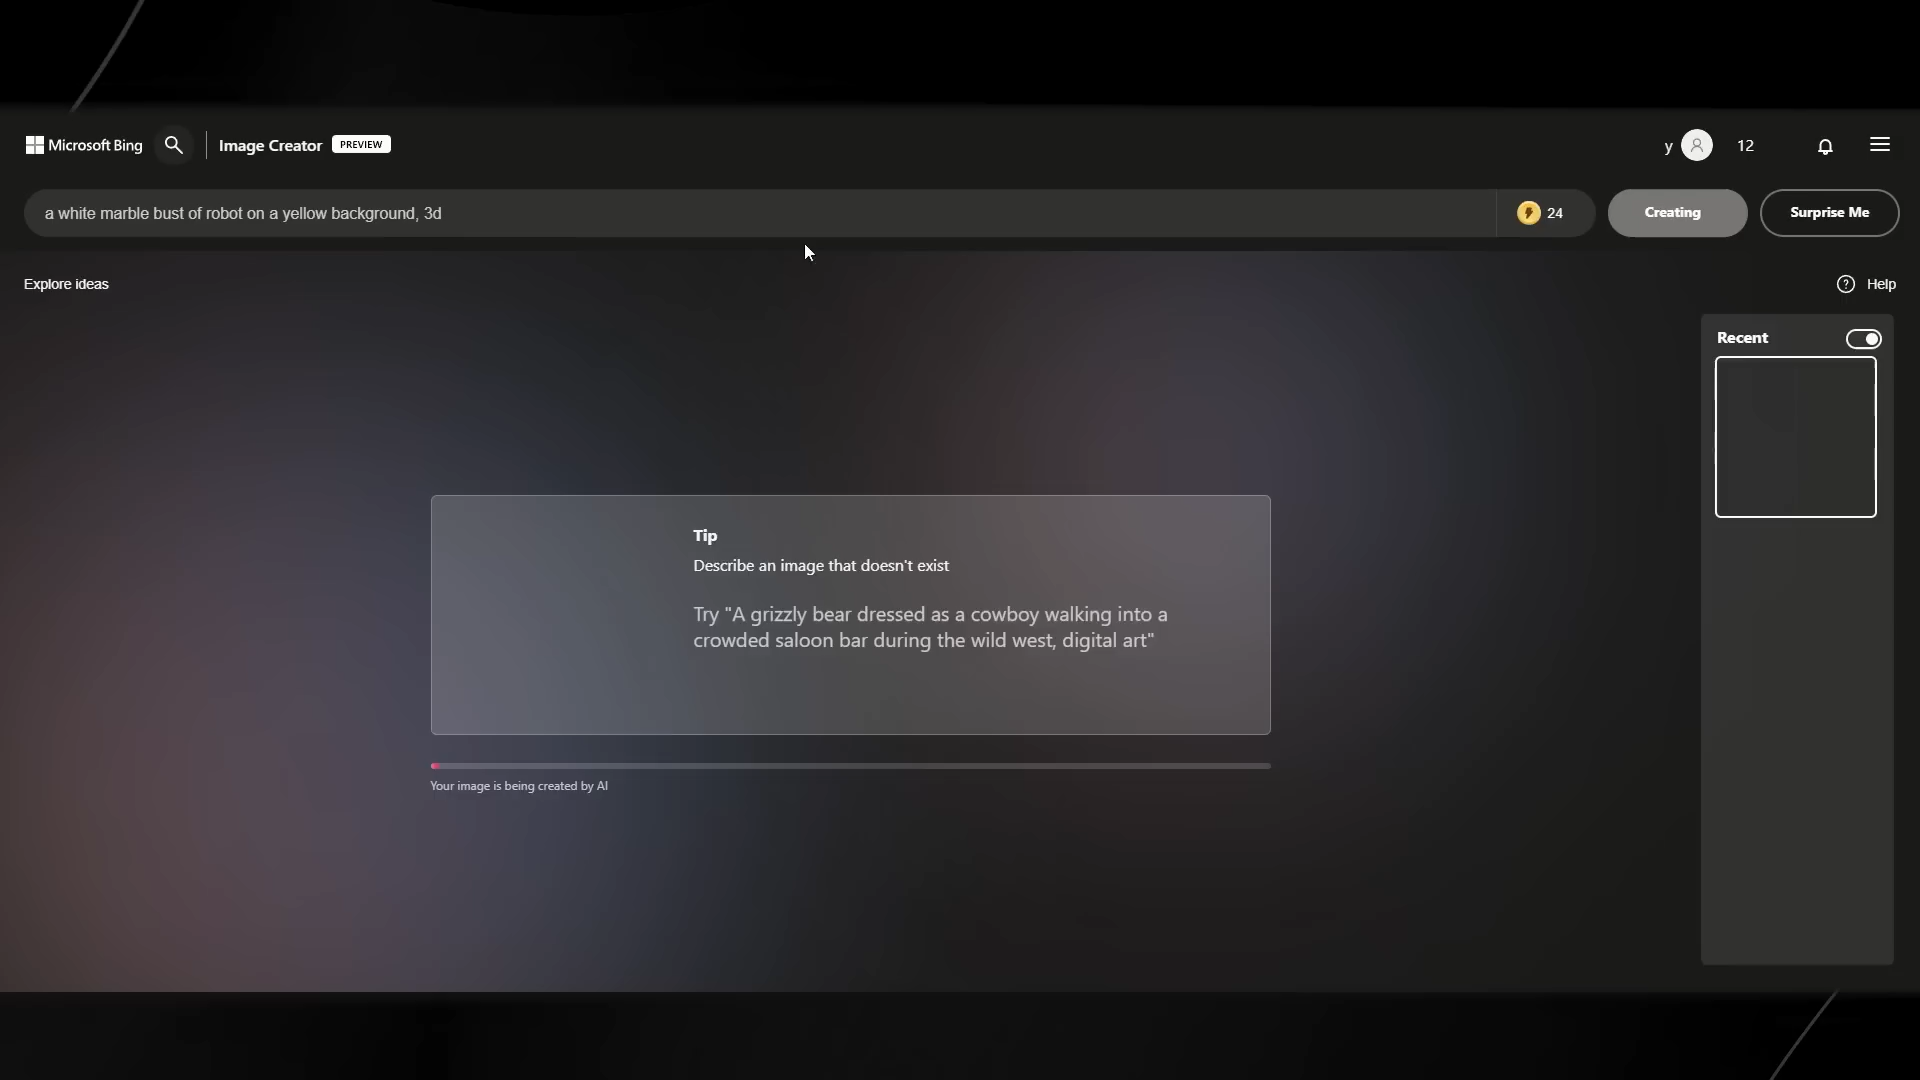 Microsoft Bing
Image Creator PREVIEW
y 12
a white marble bust of robot on a yellow background, 3d
24
Creating
Surprise Me
Explore ideas
Help
Recent
Tip
Describe an image that doesn't exist
Try "A grizzly bear dressed as a cowboy walking into a
crowded saloon bar during the wild west, digital art"
Your image is being created by AI